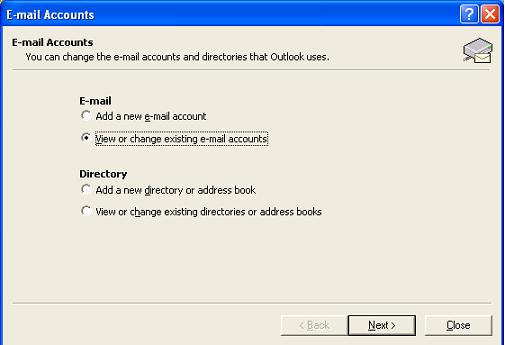 E-mail Accounts
E-mail Accounts
You can change the e-mail accounts and directories that Outlook uses.
E-mail
Add a new e-mail account
View or change existing e-mail accounts
Directory
Add a new directory or address book
View or change existing directories or address books
< Back
Next >
Close